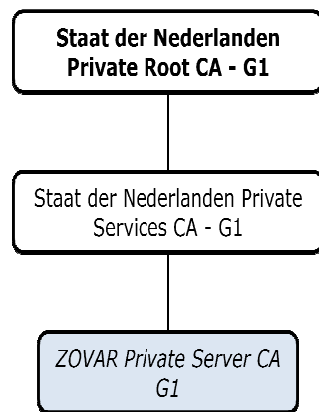 Staat der Nederlanden
Private Root CA - G1
Staat der Nederlanden Private
Services CA - G1
ZOVAR Private Server CA
G1